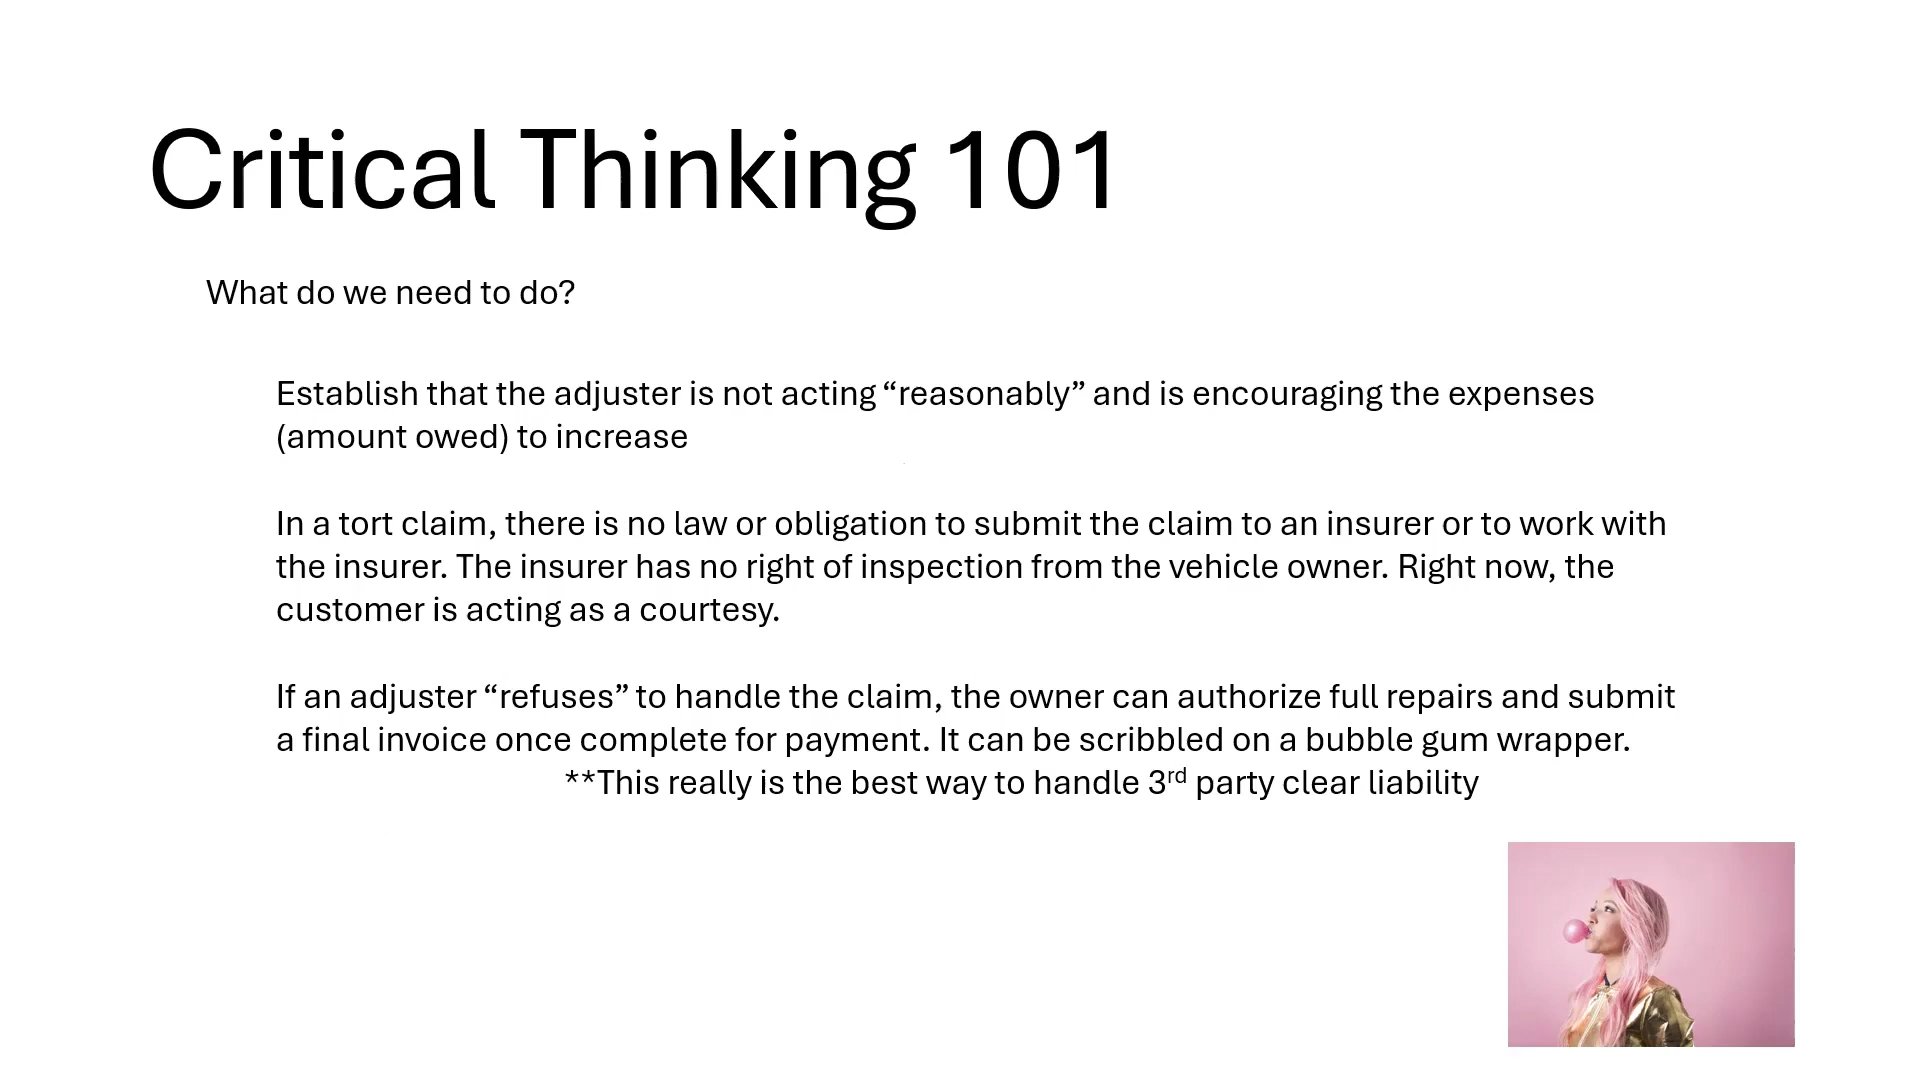 Critical Thinking 101
What do we need to do?
Establish that the adjuster is not acting “reasonably” and is encouraging the expenses
(amount owed) to increase
In a tort claim, there is no law or obligation to submit the claim to an insurer or to work with
the insurer. The insurer has no right of inspection from the vehicle owner. Right now, the
customer is acting as a courtesy.
If an adjuster “refuses” to handle the claim, the owner can authorize full repairs and submit
a final invoice once complete for payment. It can be scribbled on a bubble gum wrapper.
**This really is the best way to handle 3rd party clear liability